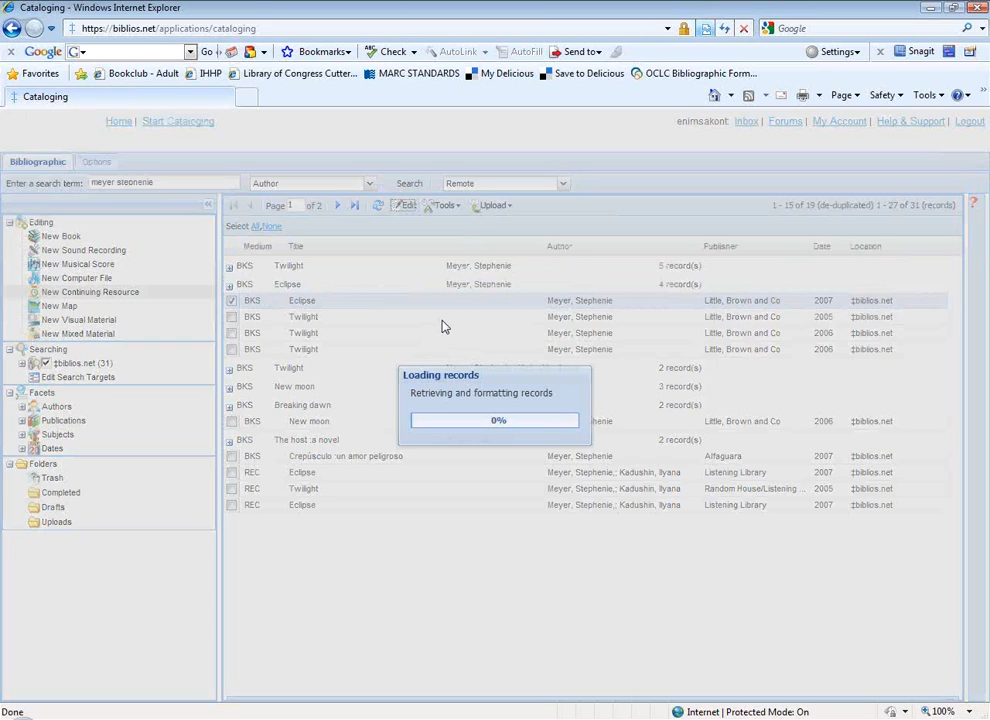 Cataloging - Windows Internet Explorer
https://biblios.net/applications/cataloging
Google
Google G Go Bookmarks Check AutoLink AutoFill Send to Settings Snagit
Favorites Bookclub - Adult IHHP Library of Congress Cutter... MARC STANDARDS My Delicious Save to Delicious OCLC Bibliographic Form...
Cataloging Page Safety Tools
Home | Start Cataloging enimsakont: Inbox | Forums | My Account | Help & Support | Logout
Bibliographic Options
Enter a search term: meyer stephenie Author Search Remote
Page 1 of 2 Edit Tools Upload 1 - 15 of 19 (de-duplicated) 1 - 27 of 31 (records)
Select All,None
Medium Title Author Publisher Date Location
BKS Twilight Meyer, Stephenie 5 record(s)
BKS Eclipse Meyer, Stephenie 4 record(s)
BKS Eclipse Meyer, Stephenie Little, Brown and Co 2007 ‡biblios.net
BKS Twilight Meyer, Stephenie Little, Brown and Co 2005 ‡biblios.net
BKS Twilight Meyer, Stephenie Little, Brown and Co 2006 ‡biblios.net
BKS Twilight Meyer, Stephenie Little, Brown and Co 2006 ‡biblios.net
BKS Twilight 2 record(s)
BKS New moon 3 record(s)
BKS Breaking dawn 2 record(s)
BKS New moon Meyer, Stephenie Little, Brown and Co 2006 ‡biblios.net
BKS The host :a novel 2 record(s)
BKS Crepúsculo :un amor peligroso Meyer, Stephenie Alfaguara 2007 ‡biblios.net
REC Eclipse Meyer, Stephenie,; Kadushin, Ilyana Listening Library 2007 ‡biblios.net
REC Twilight Meyer, Stephenie,; Kadushin, Ilyana Random House/Listening ... 2005 ‡biblios.net
REC Eclipse Meyer, Stephenie,; Kadushin, Ilyana Listening Library 2007 ‡biblios.net
Editing
New Book
New Sound Recording
New Musical Score
New Computer File
New Continuing Resource
New Map
New Visual Material
New Mixed Material
Searching
‡biblios.net (31)
Edit Search Targets
Facets
Authors
Publications
Subjects
Dates
Folders
Trash
Completed
Drafts
Uploads
Loading records
Retrieving and formatting records
0%
Done Internet | Protected Mode: On 100%